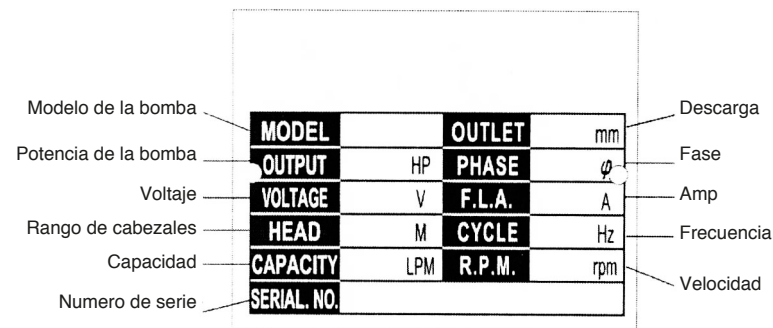 Modelo de la bomba
Potencia de la bomba
Voltaje
Rango de cabezales
Capacidad
Numero de serie
MODEL OUTLET mm
OUTPUT HP PHASE φ
VOLTAGE V F.L.A. A
HEAD M CYCLE Hz
CAPACITY LPM R.P.M. rpm
SERIAL. NO.
Descarga
Fase
Amp
Frecuencia
Velocidad